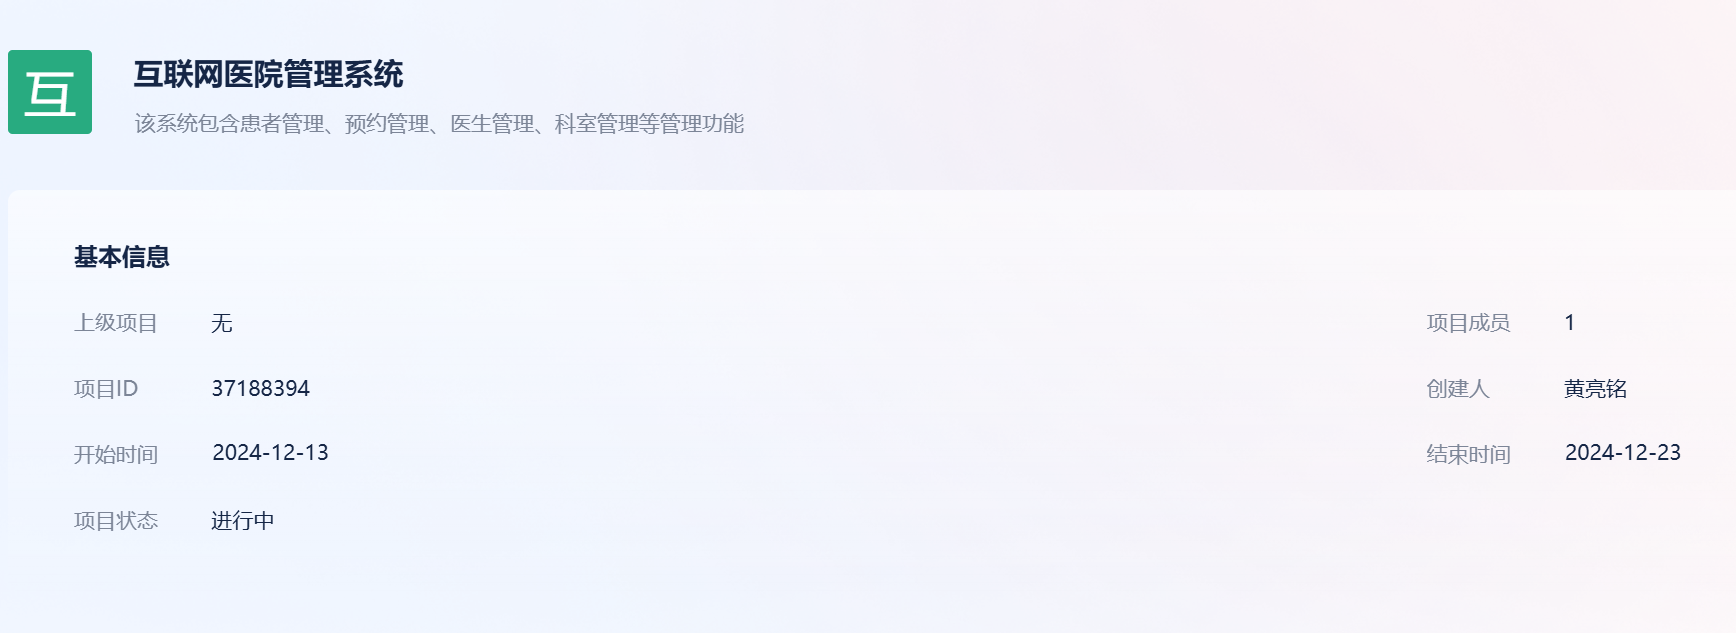 互
互联网医院管理系统
该系统包含患者管理、预约管理、医生管理、科室管理等管理功能
基本信息
上级项目 无 项目成员 1
项目ID 37188394 创建人 黄亮铭
开始时间 2024-12-13 结束时间 2024-12-23
项目状态 进行中